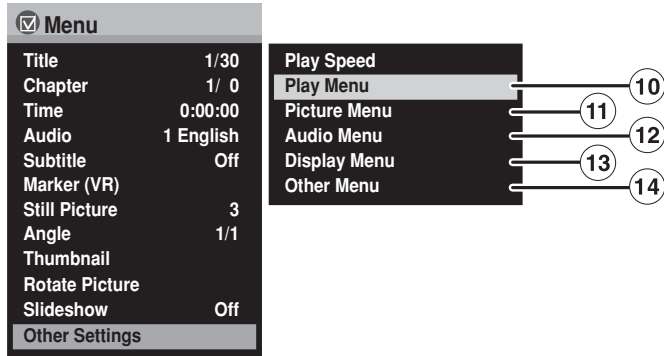 Menu
Title 1/30
Chapter 1/ 0
Time 0:00:00
Audio 1 English
Subtitle Off
Marker (VR)
Still Picture 3
Angle 1/1
Thumbnail
Rotate Picture
Slideshow Off
Other Settings
Play Speed
Play Menu 10
Picture Menu 11
Audio Menu 12
Display Menu 13
Other Menu 14